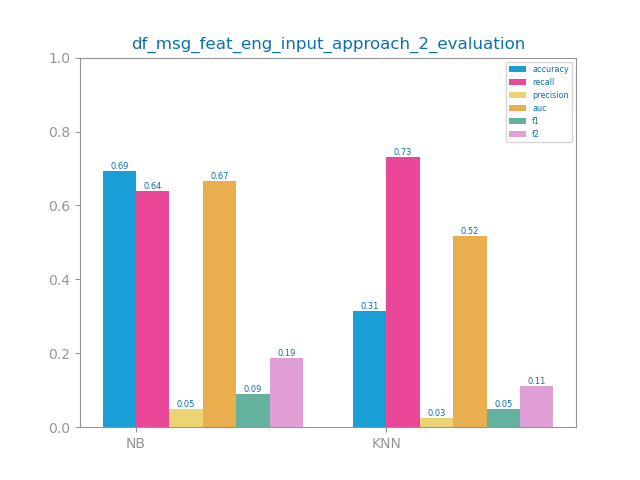 df_msg_feat_eng_input_approach_2_evaluation
1.0
0.8
0.6
0.4
0.2
0.0
accuracy
recall
precision
auc
f1
f2
0.69
0.64
0.05
0.67
0.09
0.19
0.31
0.73
0.03
0.52
0.05
0.11
NB
KNN